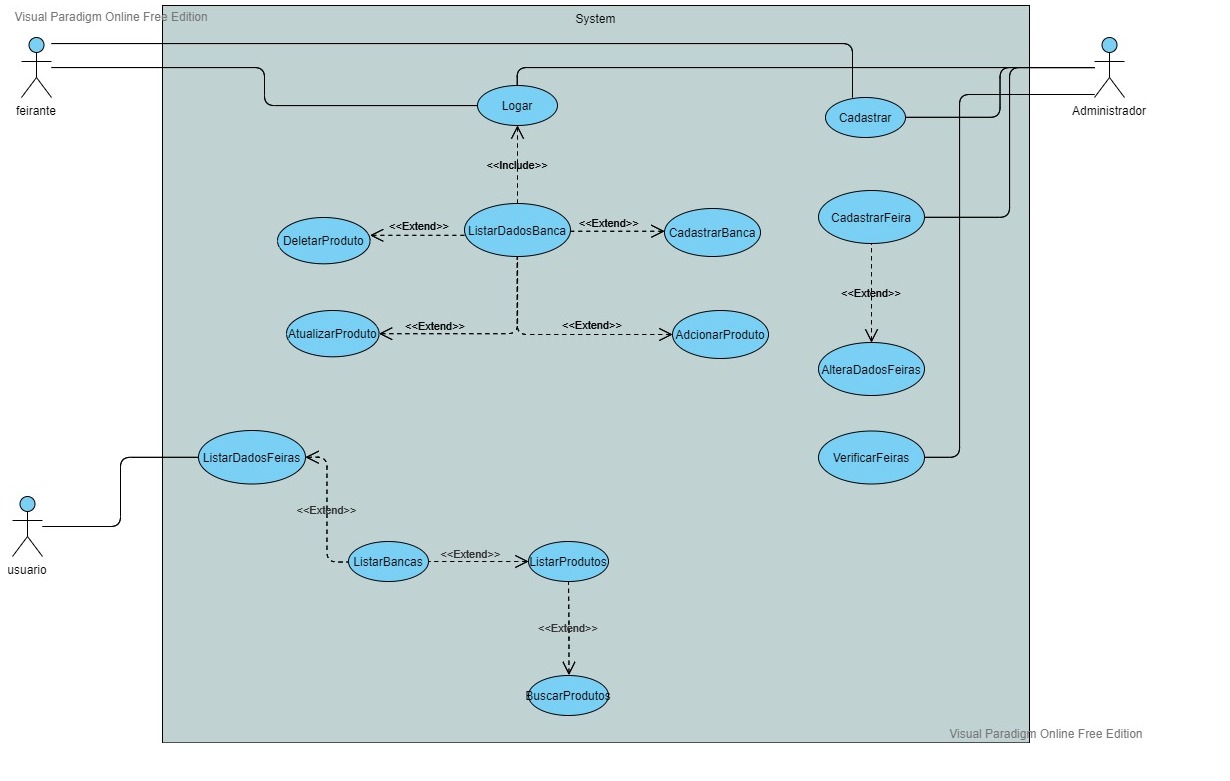 Visual Paradigm Online Free Edition
System
feirante
Administrador
Logar
Cadastrar
<<Include>>
DeletarProduto
<<Extend>>
ListarDadosBanca
<<Extend>>
CadastrarBanca
CadastrarFeira
<<Extend>>
AtualizarProduto
<<Extend>>
<<Extend>>
AdcionarProduto
AlteraDadosFeiras
ListarDadosFeiras
VerificarFeiras
usuario
<<Extend>>
ListarBancas
<<Extend>>
ListarProdutos
<<Extend>>
BuscarProdutos
Visual Paradigm Online Free Edition